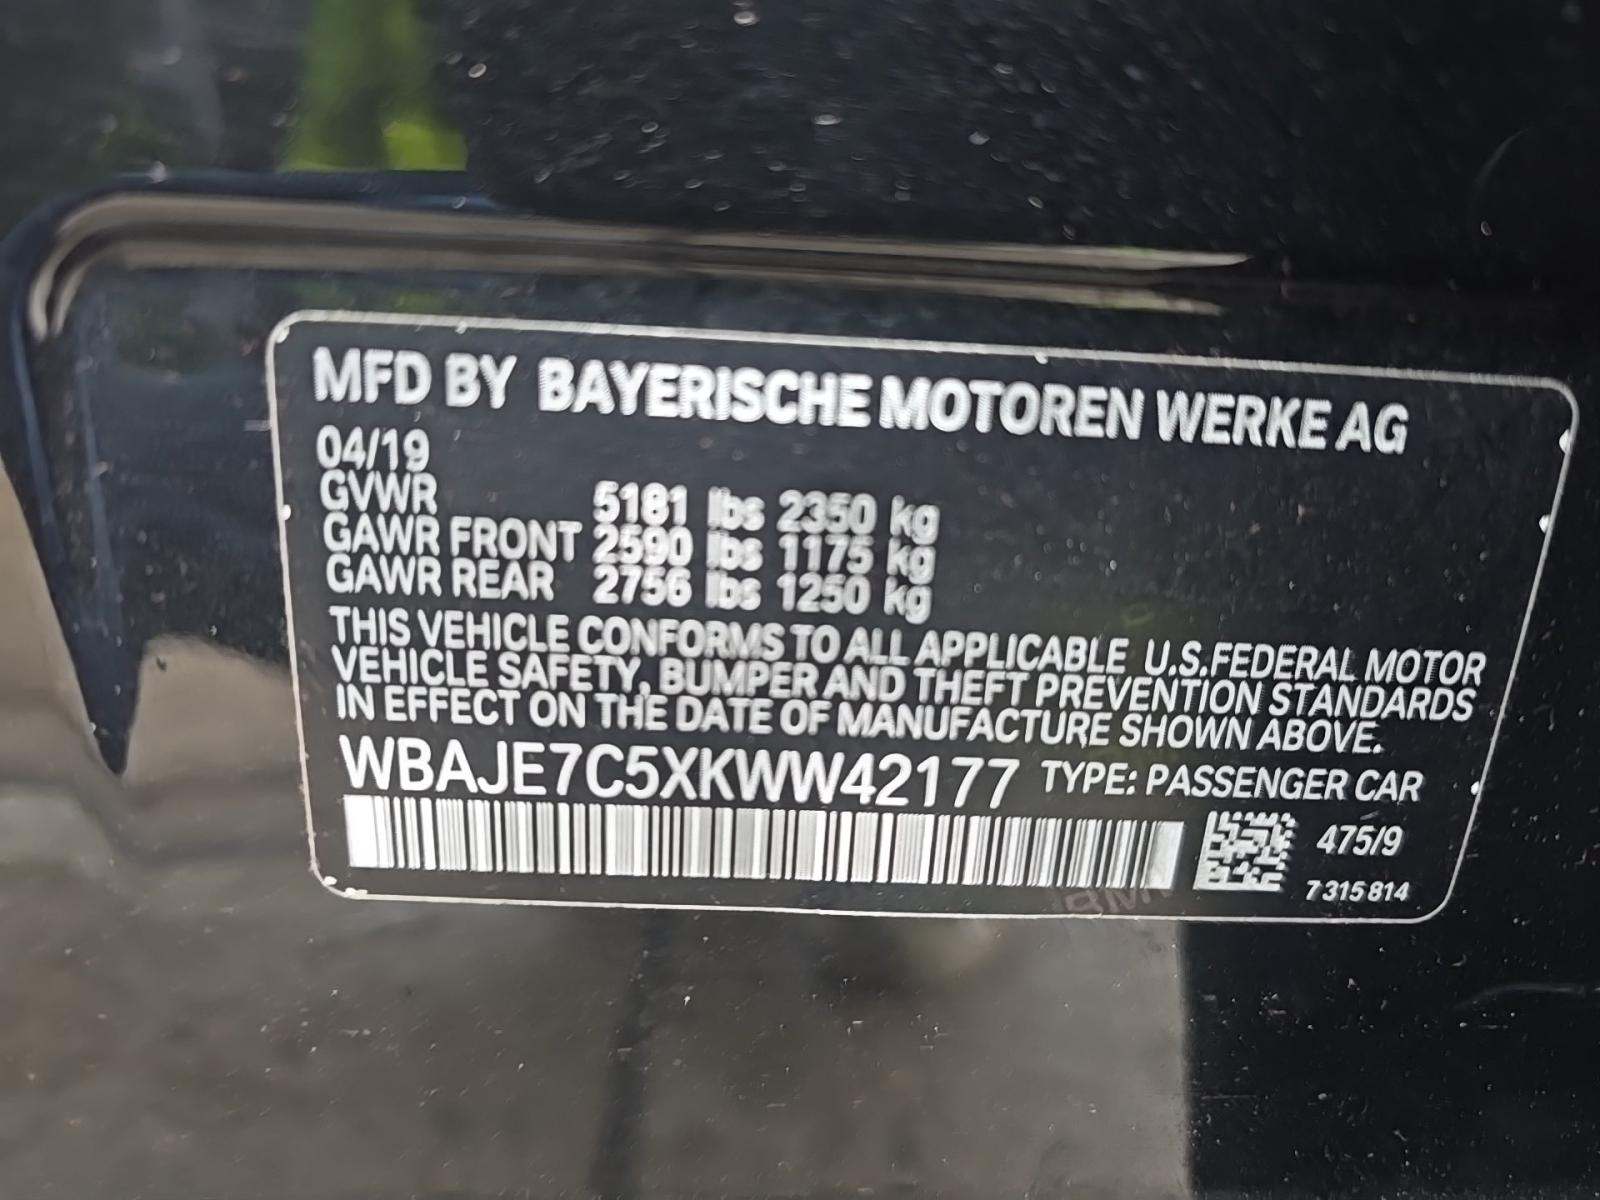 MFD BY BAYERISCHE MOTOREN WERKE AG
04/19
GVWR 5181 lbs 2350 kg
GAWR FRONT 2590 lbs 1175 kg
GAWR REAR 2756 lbs 1250 kg
THIS VEHICLE CONFORMS TO ALL APPLICABLE U.S.FEDERAL MOTOR
VEHICLE SAFETY, BUMPER AND THEFT PREVENTION STANDARDS
IN EFFECT ON THE DATE OF MANUFACTURE SHOWN ABOVE.
WBAJE7C5XKWW42177 TYPE: PASSENGER CAR
475/9
7 315 814